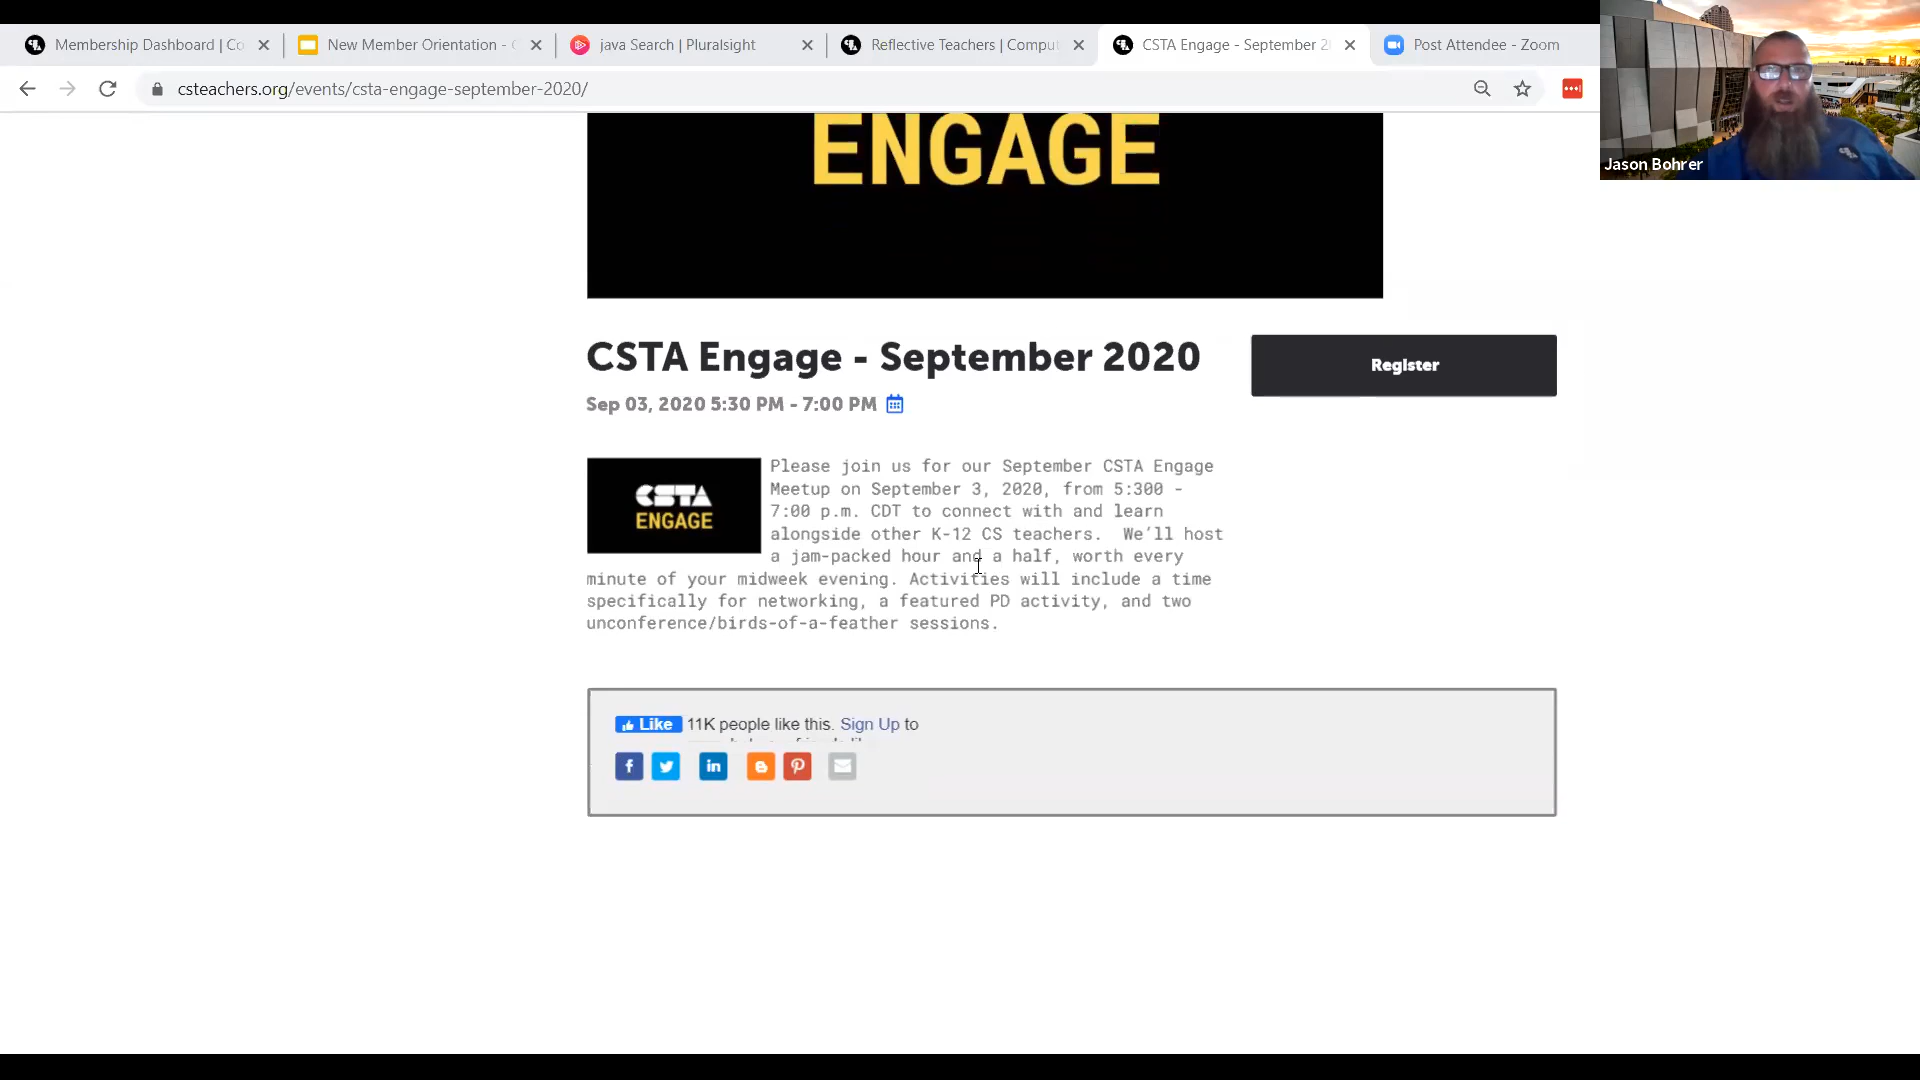 Membership Dashboard | Co
New Member Orientation - C
java Search | Pluralsight
Reflective Teachers | Comput
CSTA Engage - September 2
Post Attendee - Zoom
csteachers.org/events/csta-engage-september-2020/
Jason Bohrer
ENGAGE
CSTA Engage - September 2020
Register
Sep 03, 2020 5:30 PM - 7:00 PM
CSTA
ENGAGE
Please join us for our September CSTA Engage
Meetup on September 3, 2020, from 5:300 -
7:00 p.m. CDT to connect with and learn
alongside other K-12 CS teachers. We'll host
a jam-packed hour and a half, worth every
minute of your midweek evening. Activities will include a time
specifically for networking, a featured PD activity, and two
unconference/birds-of-a-feather sessions.
Like 11K people like this. Sign Up to